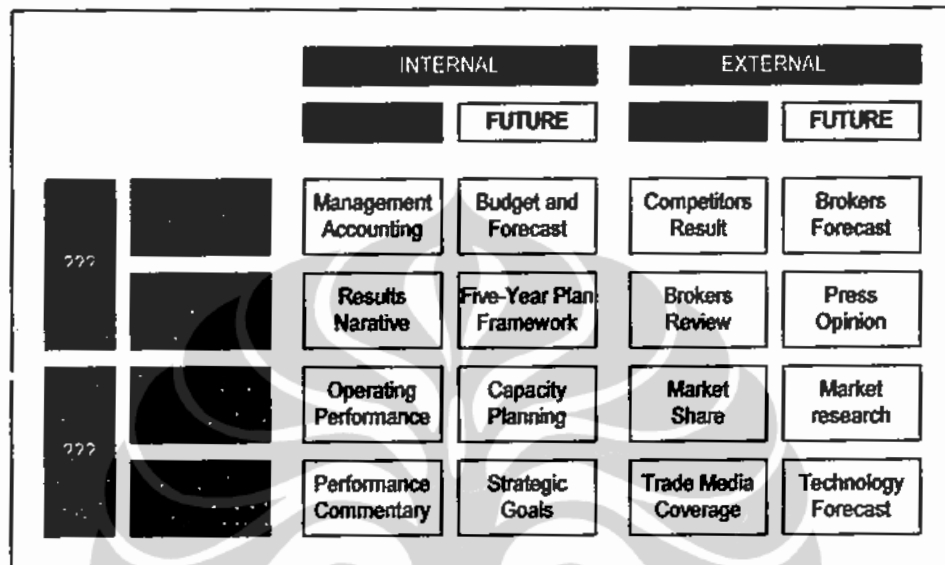 INTERNAL EXTERNAL
FUTURE FUTURE
Management Budget and Competitors Brokers
Accounting Forecast Result Forecast
???
Results Five-Year Plan Brokers Press
Narative Framework Review Opinion
Operating Capacity Market Market
Performance Planning Share research
???
Performance Strategic Trade Media Technology
Commentary Goals Coverage Forecast